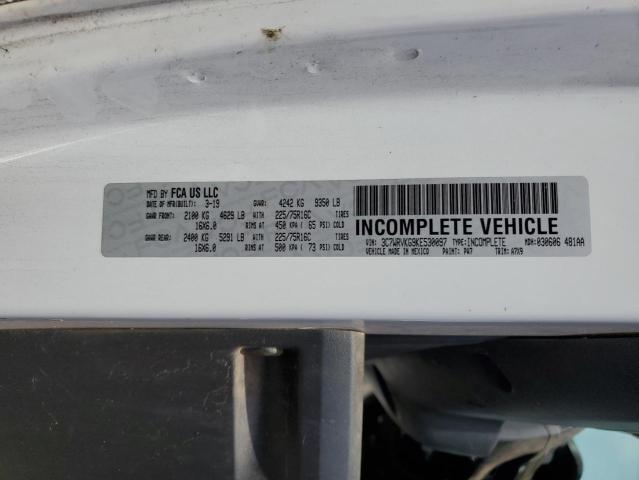 MFD BY FCA US LLC
DATE OF MFR(BUILT): 3-19 GVWR: 4242 KG 9350 LB
GAWR FRONT: 2100 KG 4629 LB WITH 225/75R16C TIRES
16X6.0 RIMS AT 450 KPA ( 65 PSI) COLD
GAWR REAR: 2400 KG 5291 LB WITH 225/75R16C TIRES
16X6.0 RIMS AT 500 KPA ( 73 PSI) COLD
INCOMPLETE VEHICLE
VIN: 3C7WRVKG9KE530097 TYPE: INCOMPLETE MDH: 030606 481AA
VEHICLE MADE IN MEXICO PAINT: PW7 TRIM: A7X9